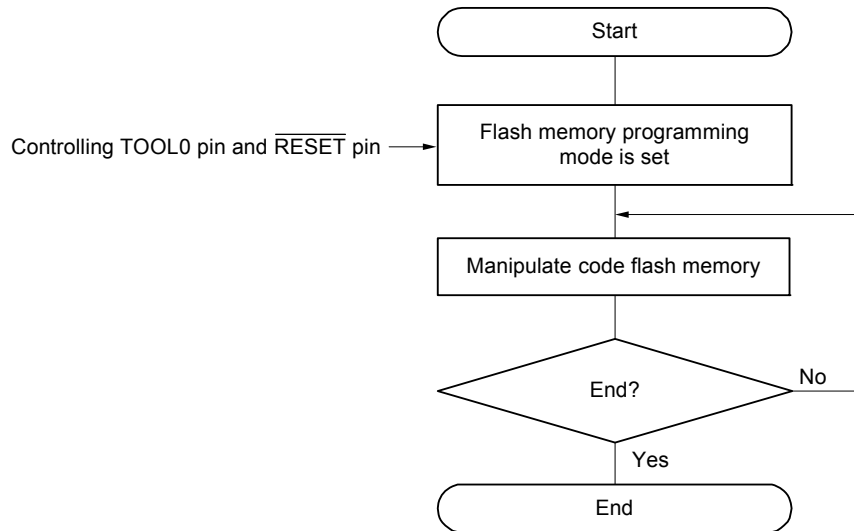 Start
Controlling TOOL0 pin and RESET pin
Flash memory programming
mode is set
Manipulate code flash memory
End?
No
Yes
End